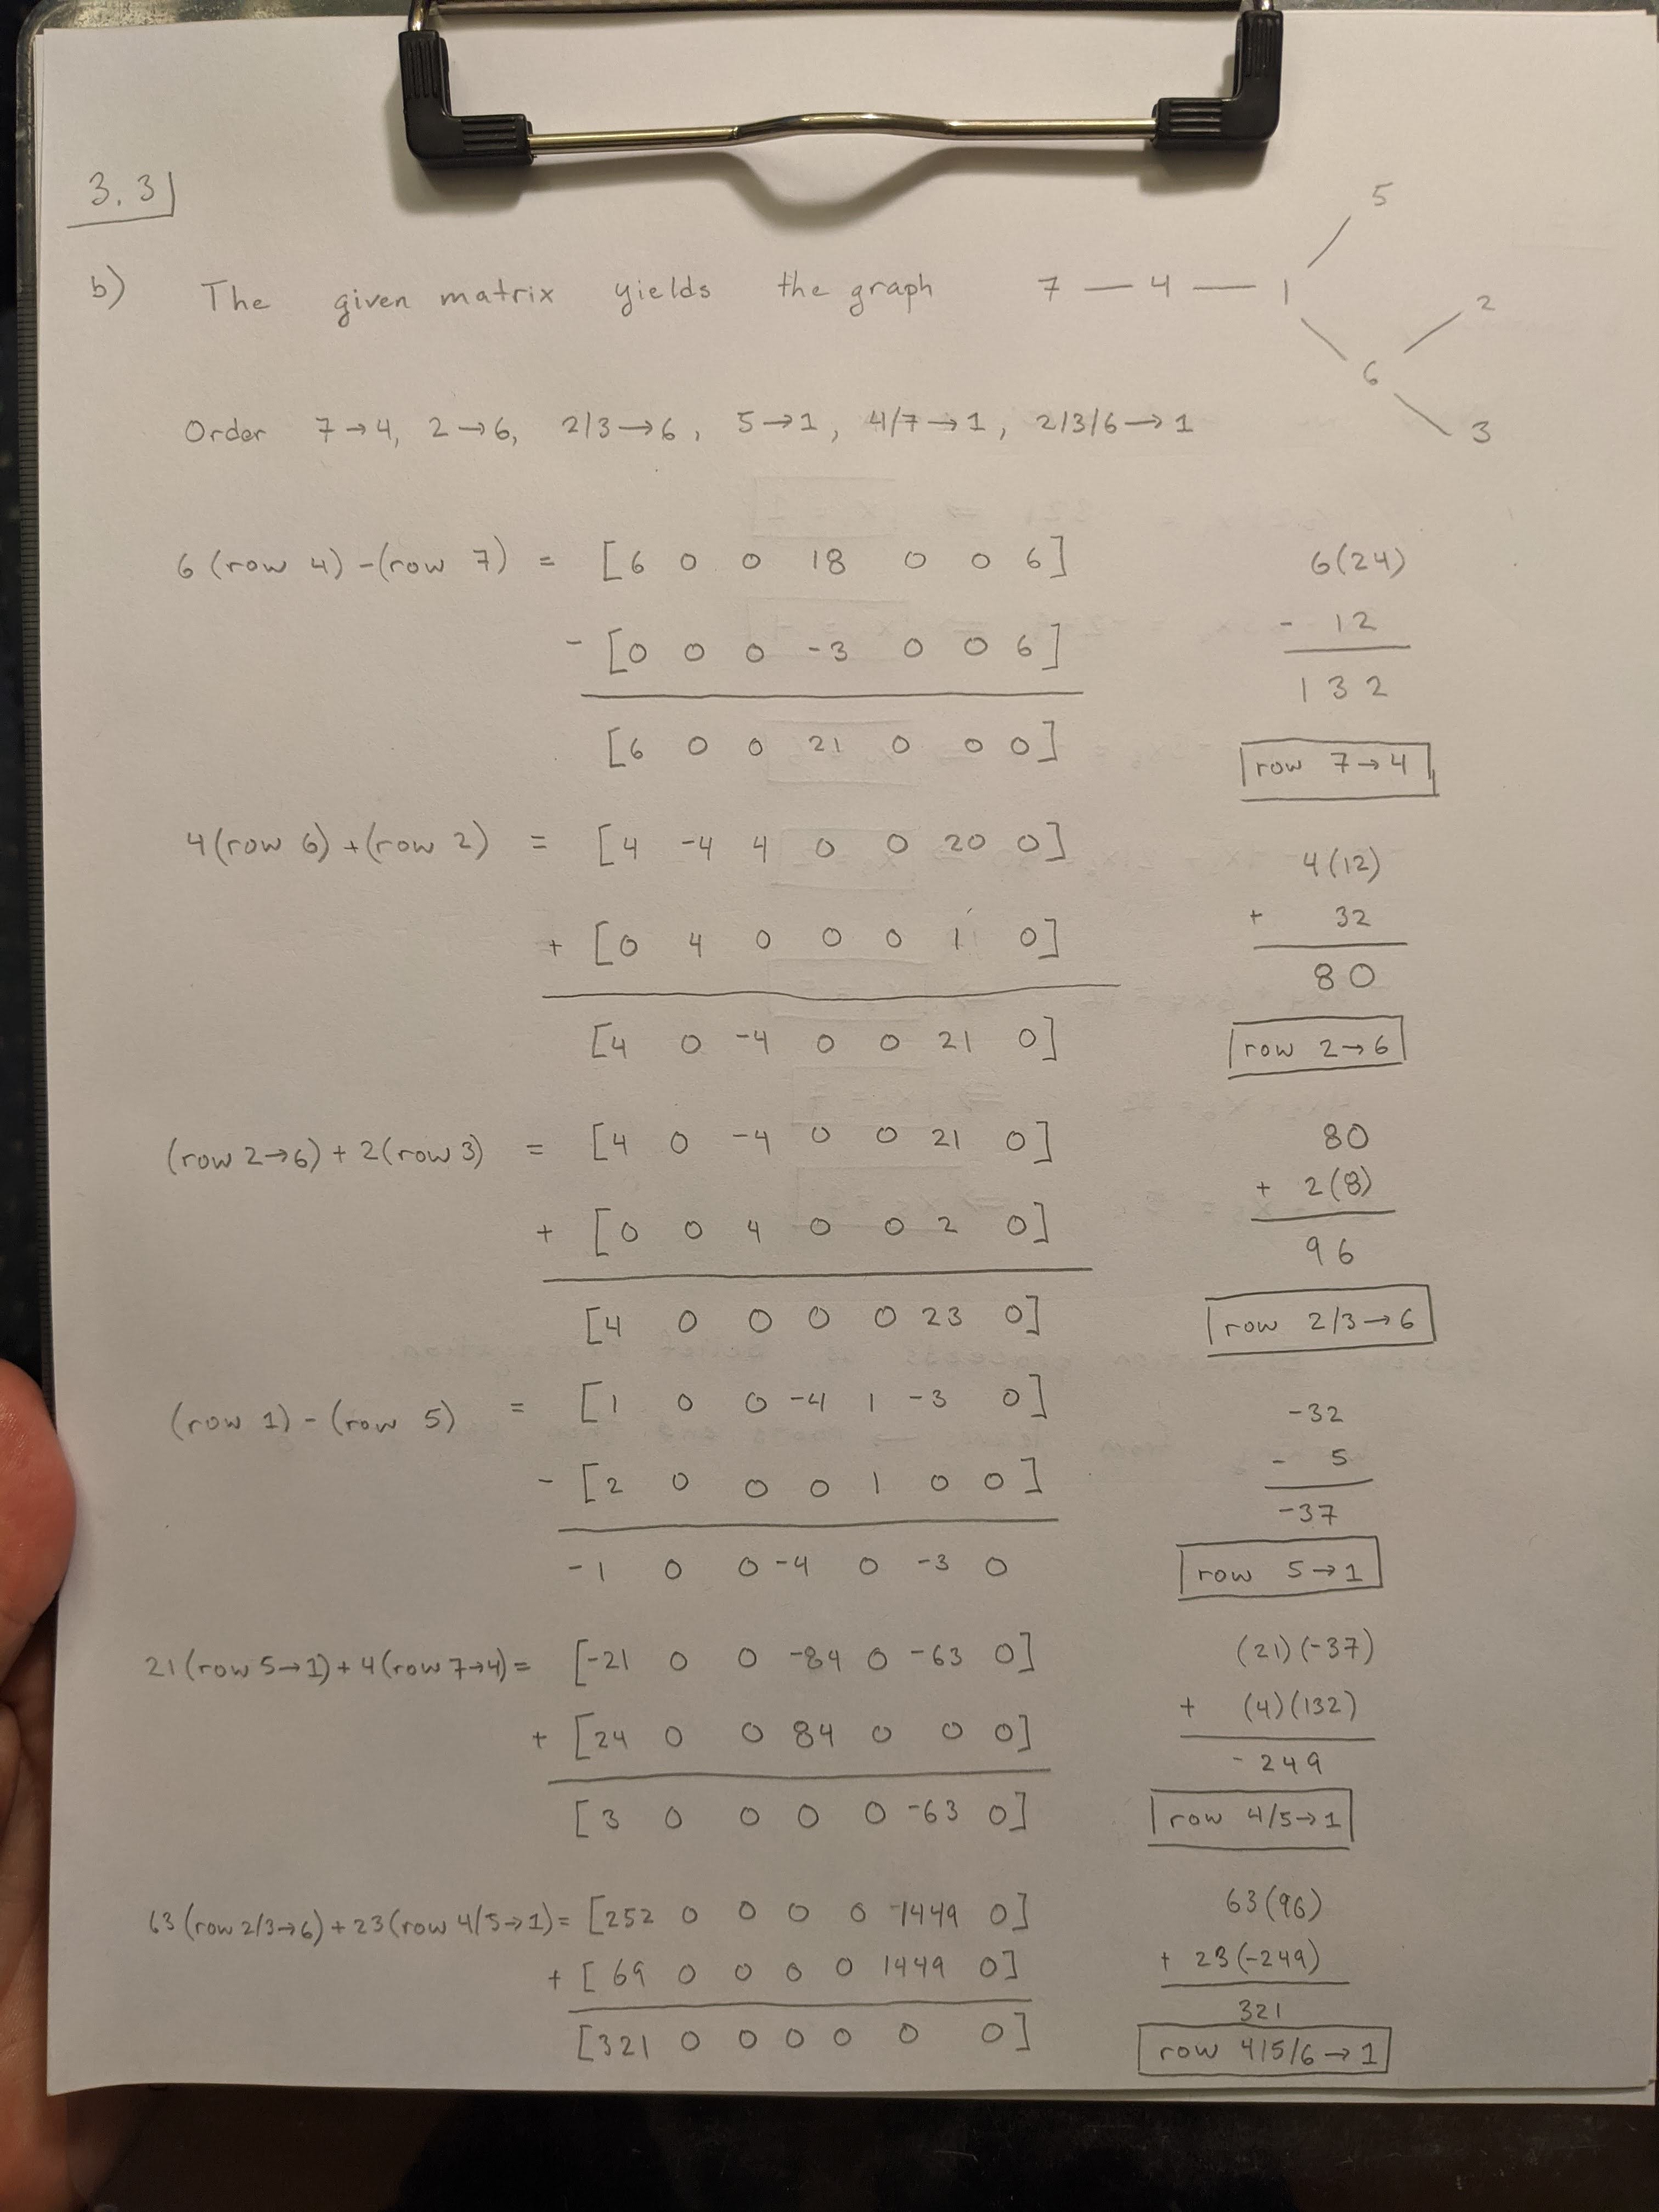 3.3
5
b) The given matrix yields the graph 7 — 4 — 1
2
6
3
Order 7→4, 2→6, 2/3→6, 5→1, 4/7→1, 2/3/6→1
6(row 4)-(row 7) = [6 0 0 18 0 0 6] 6(24)
- [0 0 0 -3 0 0 6] - 12
[6 0 0 21 0 0 0] 132
row 7→4
4(row 6)+(row 2) = [4 -4 4 0 0 20 0] 4(12)
+ [0 4 0 0 0 1 0] + 32
80
[4 0 -4 0 0 21 0] row 2→6
(row 2→6)+2(row 3) = [4 0 -4 0 0 21 0] 80
+ [0 0 4 0 0 2 0] + 2(8)
96
[4 0 0 0 0 23 0] row 2/3→6
(row 1)-(row 5) = [1 0 0 -4 1 -3 0] -32
- [2 0 0 0 1 0 0] - 5
-37
-1 0 0 -4 0 -3 0 row 5→1
21(row 5→1)+4(row 7→4)= [-21 0 0 -84 0 -63 0] (21)(-37)
+ [24 0 0 84 0 0 0] + (4)(132)
-249
[3 0 0 0 0 -63 0] row 4/5→1
63(row 2/3→6)+23(row 4/5→1)= [252 0 0 0 0 1449 0] 63(96)
+ [69 0 0 0 0 1449 0] + 23(-249)
321
[321 0 0 0 0 0 0] row 4/5/6→1